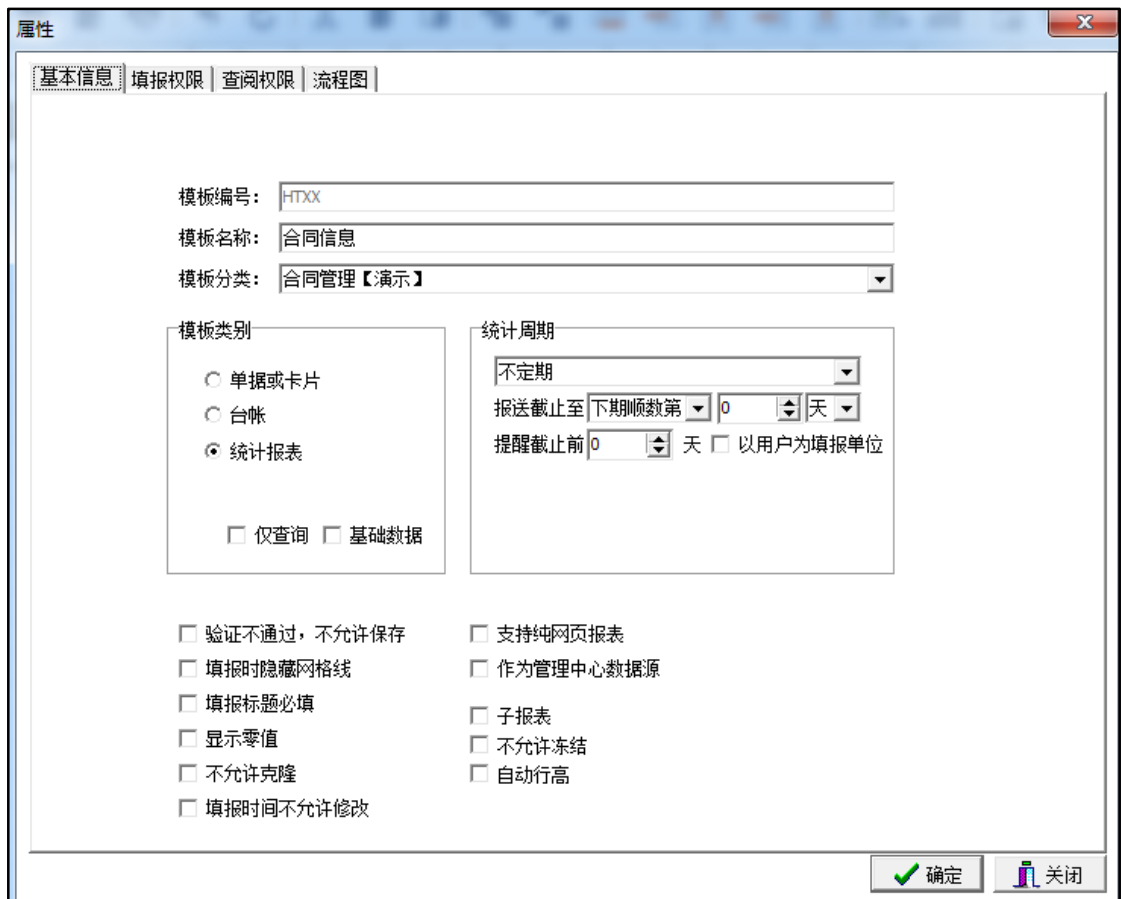 属性
基本信息 填报权限 查阅权限 流程图
模板编号： HTXX
模板名称： 合同信息
模板分类： 合同管理【演示】
模板类别
单据或卡片
台帐
统计报表
仅查询 基础数据
统计周期
不定期
报送截止至 下期顺数第 0 天
提醒截止前 0 天 以用户为填报单位
验证不通过，不允许保存
填报时隐藏网格线
填报标题必填
显示零值
不允许克隆
填报时间不允许修改
支持纯网页报表
作为管理中心数据源
子报表
不允许冻结
自动行高
确定 关闭